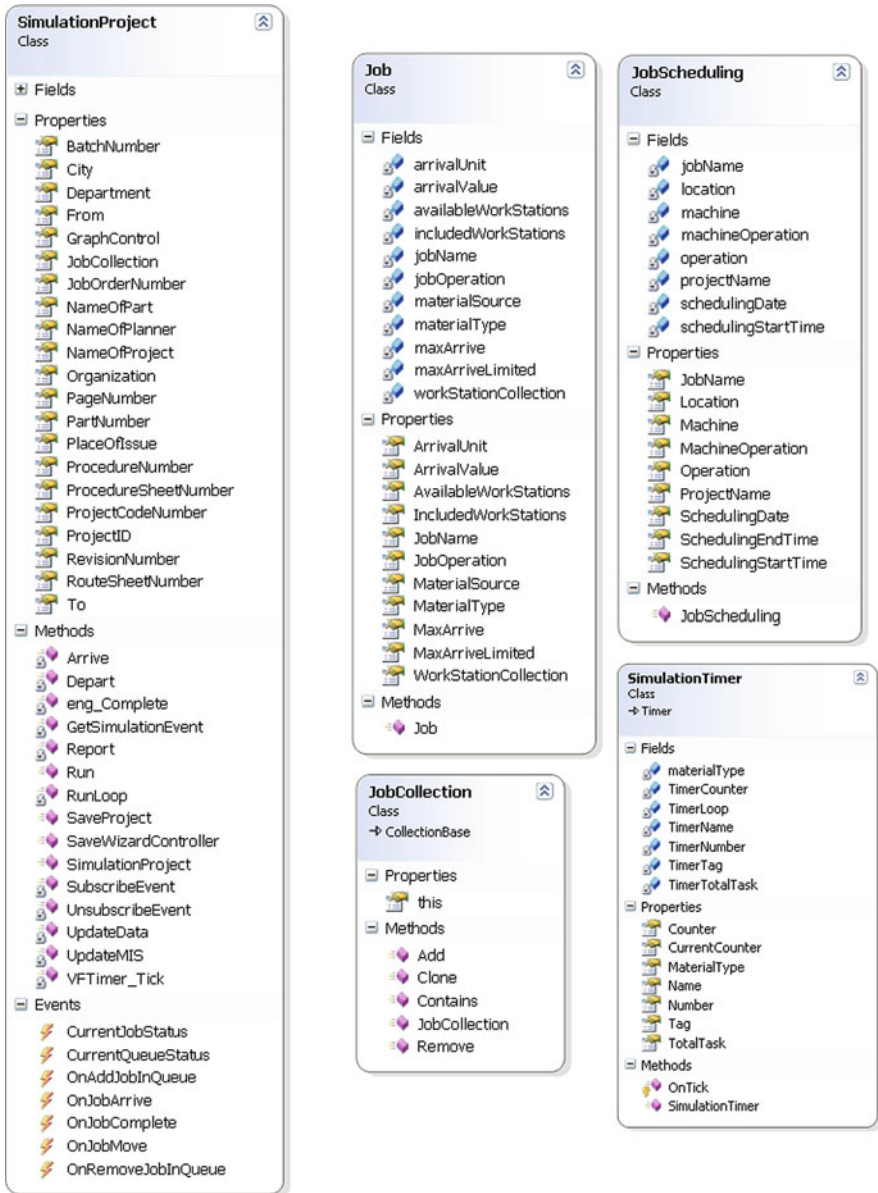 SimulationProject
Class
Fields
Properties
BatchNumber
City
Department
From
GraphControl
JobCollection
JobOrderNumber
NameOfPart
NameOfPlanner
NameOfProject
Organization
PageNumber
PartNumber
PlaceOfIssue
ProcedureNumber
ProcedureSheetNumber
ProjectCodeNumber
ProjectID
RevisionNumber
RouteSheetNumber
To
Methods
Arrive
Depart
eng_Complete
GetSimulationEvent
Report
Run
RunLoop
SaveProject
SaveWizardController
SimulationProject
SubscribeEvent
UnsubscribeEvent
UpdateData
UpdateMIS
VFTimer_Tick
Events
CurrentJobStatus
CurrentQueueStatus
OnAddJobInQueue
OnJobArrive
OnJobComplete
OnJobMove
OnRemoveJobInQueue
Job
Class
Fields
arrivalUnit
arrivalValue
availableWorkStations
includedWorkStations
jobName
jobOperation
materialSource
materialType
maxArrive
maxArriveLimited
workStationCollection
Properties
ArrivalUnit
ArrivalValue
AvailableWorkStations
IncludedWorkStations
JobName
JobOperation
MaterialSource
MaterialType
MaxArrive
MaxArriveLimited
WorkStationCollection
Methods
Job
JobCollection
Class
CollectionBase
Properties
this
Methods
Add
Clone
Contains
JobCollection
Remove
JobScheduling
Class
Fields
jobName
location
machine
machineOperation
operation
projectName
schedulingDate
schedulingStartTime
Properties
JobName
Location
Machine
MachineOperation
Operation
ProjectName
SchedulingDate
SchedulingEndTime
SchedulingStartTime
Methods
JobScheduling
SimulationTimer
Class
Timer
Fields
materialType
TimerCounter
TimerLoop
TimerName
TimerNumber
TimerTag
TimerTotalTask
Properties
Counter
CurrentCounter
MaterialType
Name
Number
Tag
TotalTask
Methods
OnTick
SimulationTimer